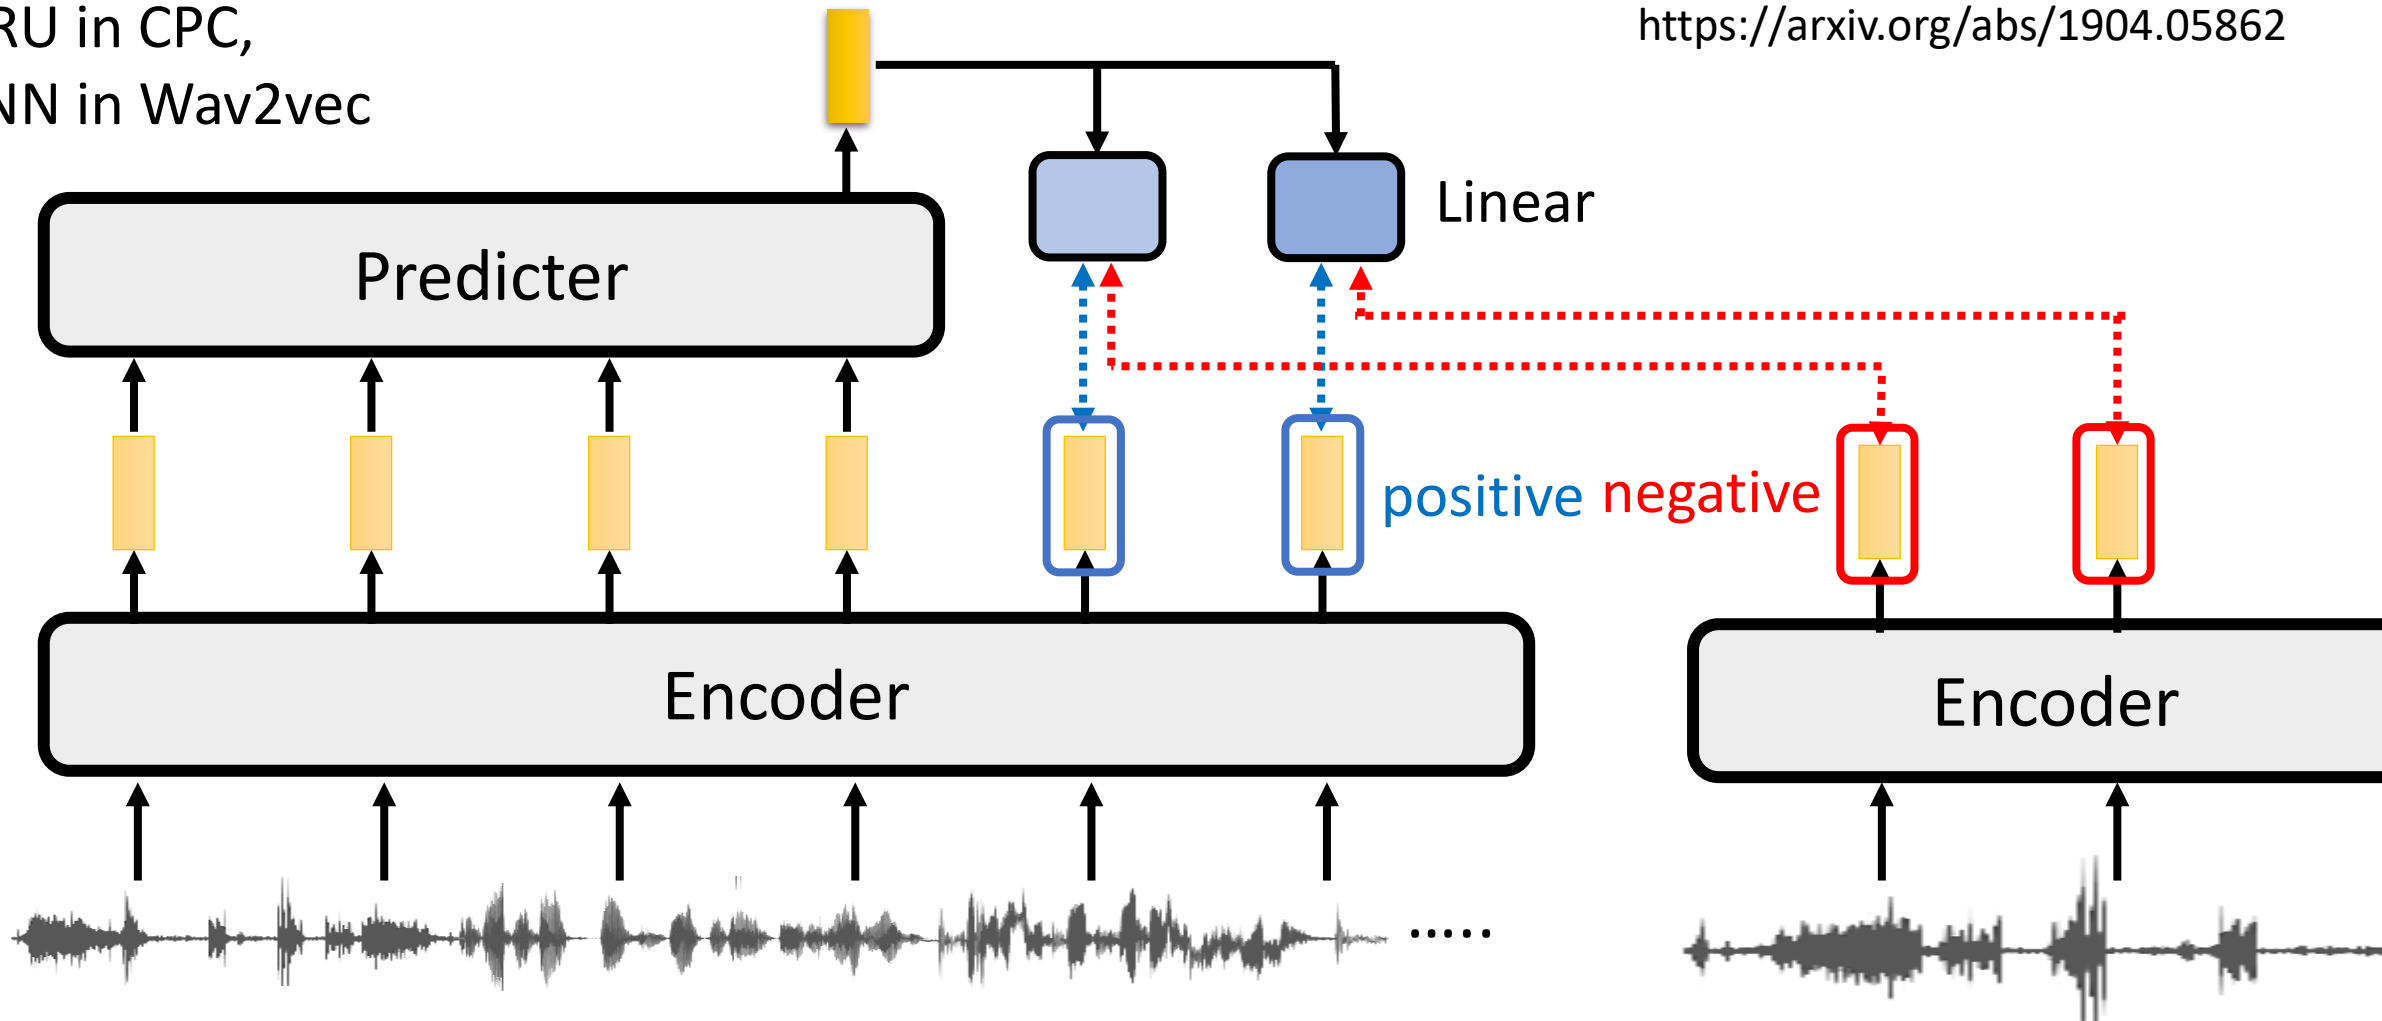 RU in CPC,
NN in Wav2vec
https://arxiv.org/abs/1904.05862
Linear
Predicter
positive negative
Encoder
Encoder
.....